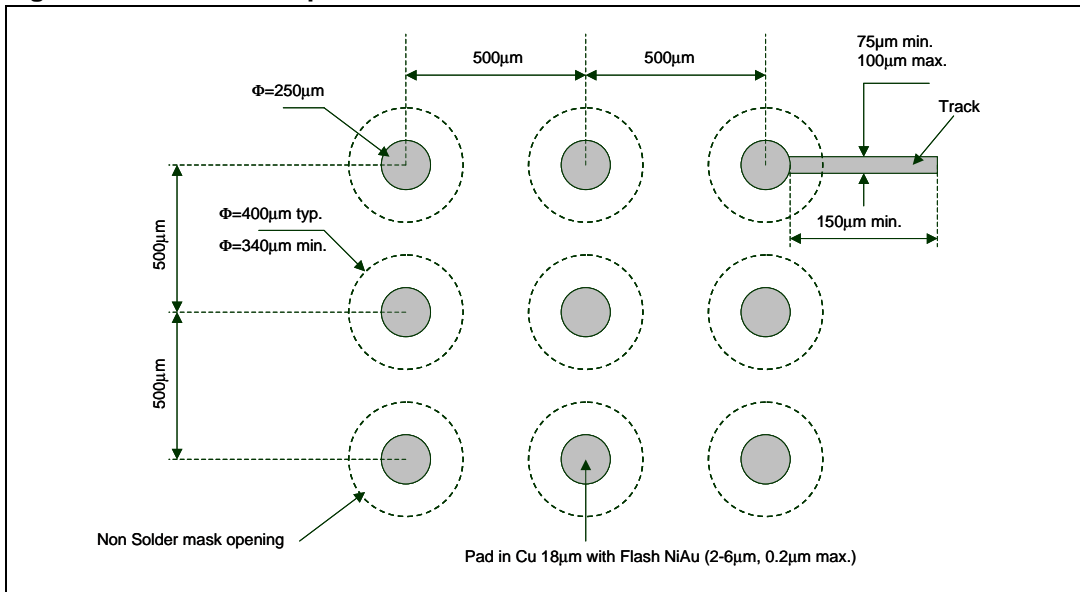 500μm
500μm
75μm min.
100μm max.
Φ=250μm
Track
Φ=400μm typ.
Φ=340μm min.
150μm min.
500μm
500μm
Non Solder mask opening
Pad in Cu 18μm with Flash NiAu (2-6μm, 0.2μm max.)